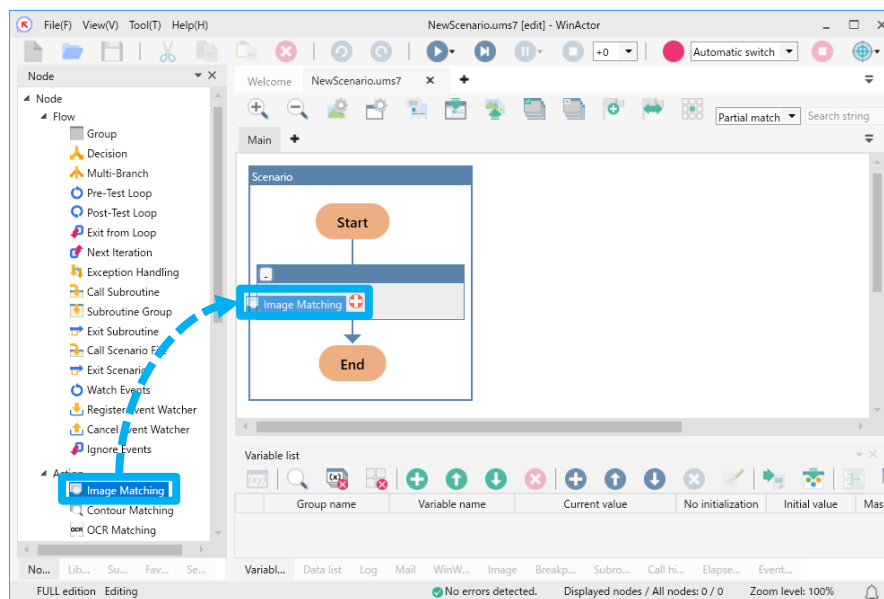 File(F) View(V) Tool(T) Help(H) NewScenario.ums7 [edit] - WinActor
+0 Automatic switch
Node
Node
Flow
Group
Decision
Multi-Branch
Pre-Test Loop
Post-Test Loop
Exit from Loop
Next Iteration
Exception Handling
Call Subroutine
Subroutine Group
Exit Subroutine
Call Scenario File
Exit Scenario
Watch Events
Register Event Watcher
Cancel Event Watcher
Ignore Events
Action
Image Matching
Contour Matching
OCR OCR Matching
No... Lib... Su... Fav... Se...
Welcome NewScenario.ums7
Partial match Search string
Main
Scenario
Start
Image Matching
End
Variable list
Group name Variable name Current value No initialization Initial value Mas
Variabl... Data list Log Mail WinW... Image Breakp... Subro... Call hi... Elapse... Event...
FULL edition Editing No errors detected. Displayed nodes / All nodes: 0 / 0 Zoom level: 100%